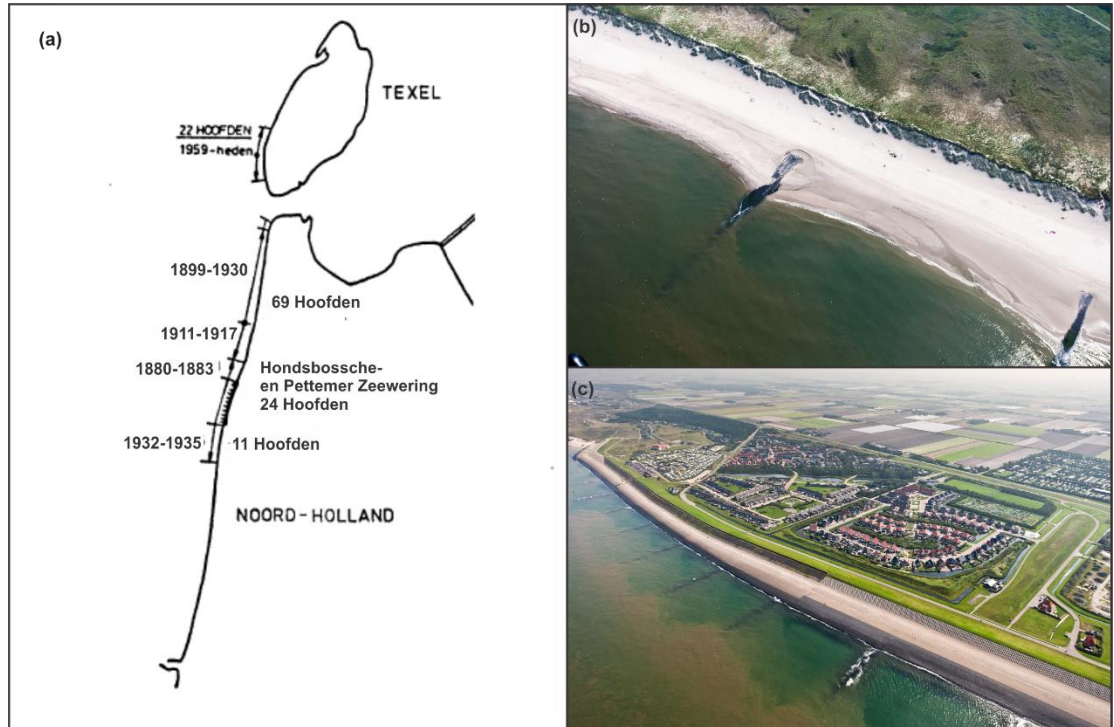 (a)
TEXEL
22 HOOFDEN
1959-heden
1899-1930
69 Hoofden
1911-1917
1880-1883
Hondsbossche-
en Pettemer Zeewering
24 Hoofden
1932-1935
11 Hoofden
NOORD-HOLLAND
(b)
(c)